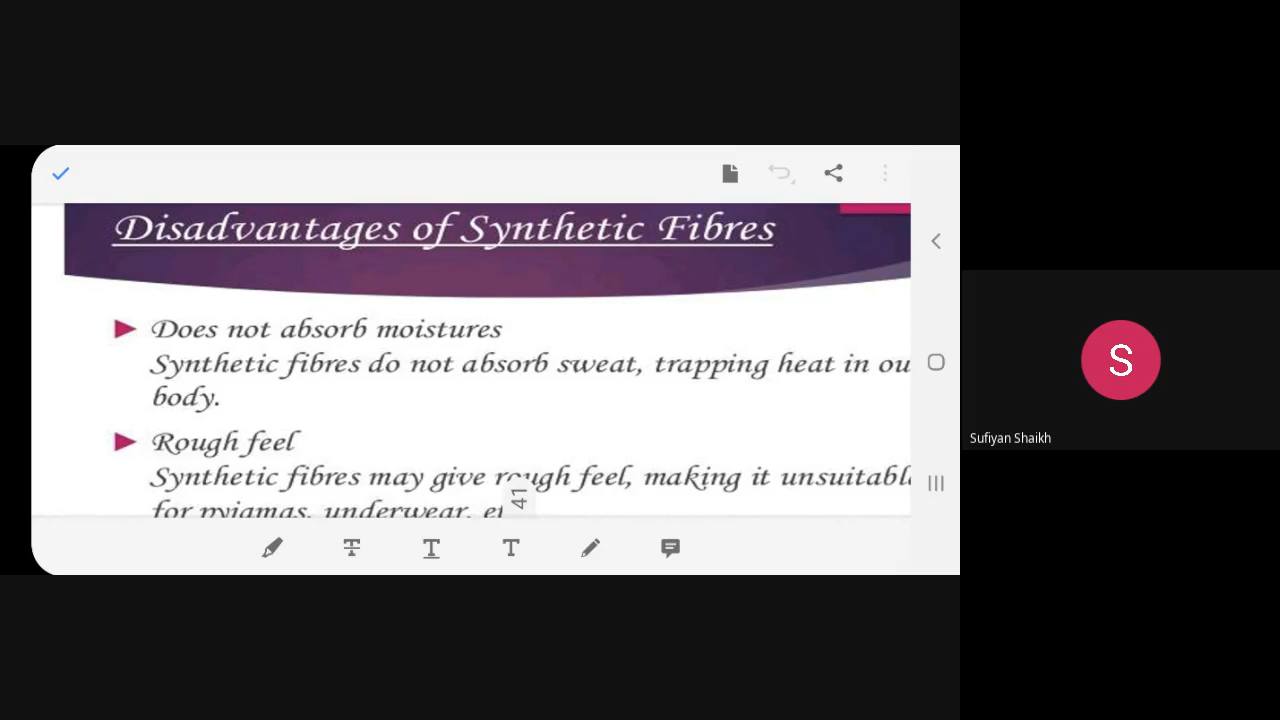 Disadvantages of Synthetic Fibres
Does not absorb moistures
Synthetic fibres do not absorb sweat, trapping heat in ou
body.
Rough feel
Synthetic fibres may give rough feel, making it unsuitabl
for pyjamas, underwear, et
41
S
Sufiyan Shaikh